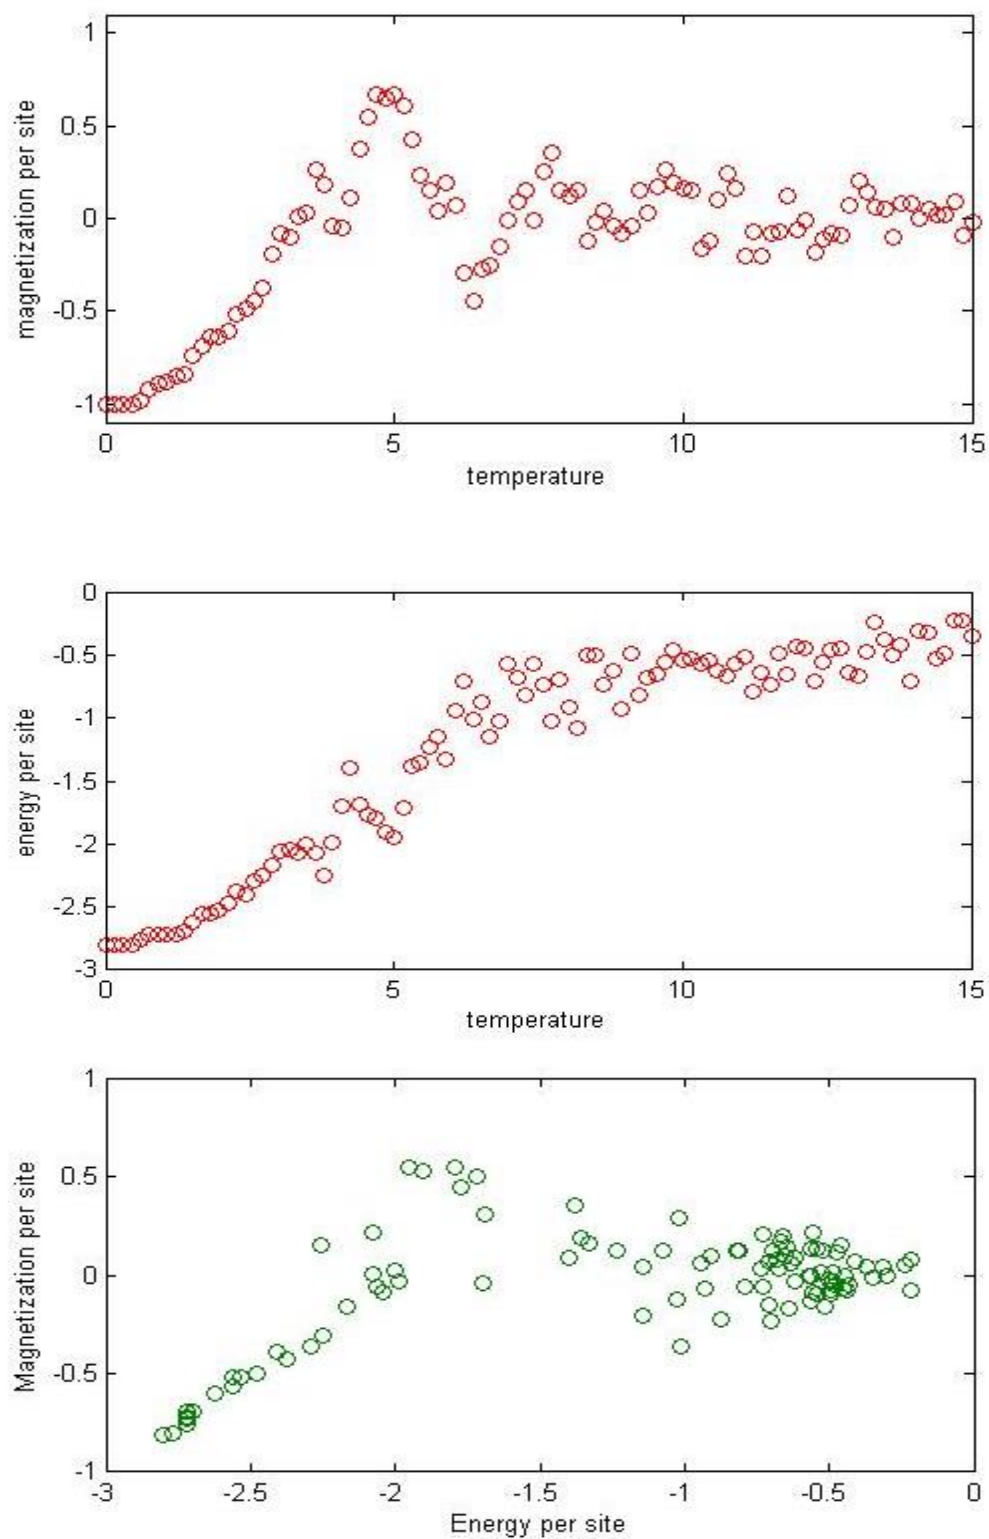 1
0.5
0
-0.5
-1
magnetization per site
0 5 10 15
temperature
0
-0.5
-1
-1.5
-2
-2.5
-3
energy per site
0 5 10 15
temperature
1
0.5
0
-0.5
-1
Magnetization per site
-3 -2.5 -2 -1.5 -1 -0.5 0
Energy per site